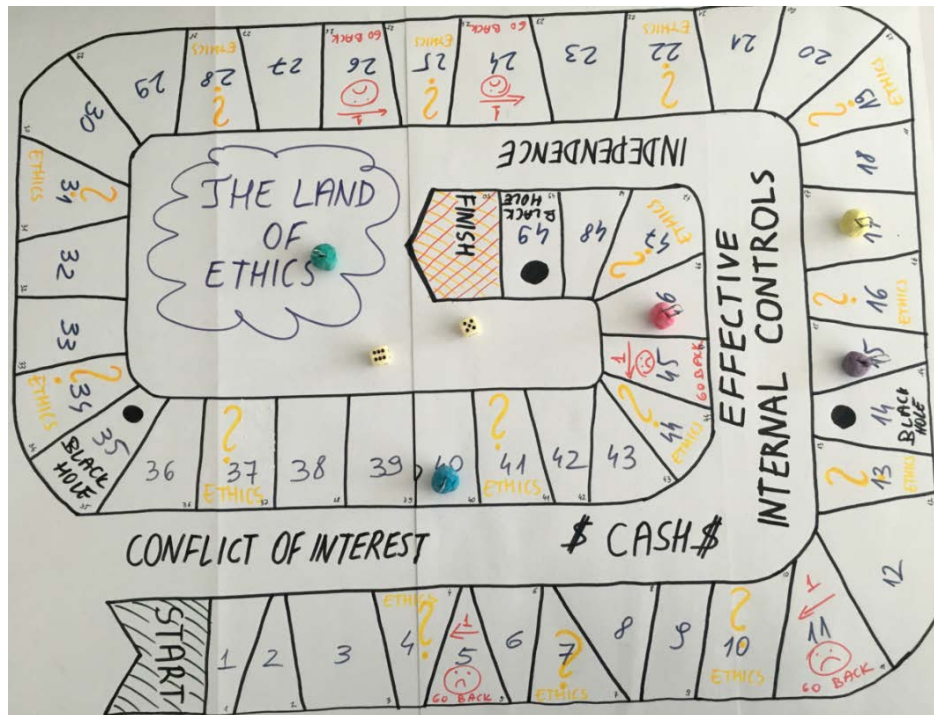 START
1
2
3
4
ETHICS
?
5
1
GO BACK
6
7
?
ETHICS
8
9
10
?
ETHICS
11
1
GO BACK
12
13
?
ETHICS
14
BLACK
HOLE
16
?
ETHICS
17
18
19
?
ETHICS
20
21
22
?
ETHICS
23
24
1
GO BACK
25
?
ETHICS
26
1
GO BACK
27
28
?
ETHICS
29
30
31
?
ETHICS
32
33
34
?
ETHICS
35
BLACK HOLE
36
37
?
ETHICS
38
39
40
41
?
ETHICS
42
43
44
?
ETHICS
45
1
GO BACK
47
?
ETHICS
48
49
BLACK
HOLE
FINISH
THE LAND
OF
ETHICS
INDEPENDENCE
EFFECTIVE
INTERNAL CONTROLS
CONFLICT OF INTEREST
$ CASH $